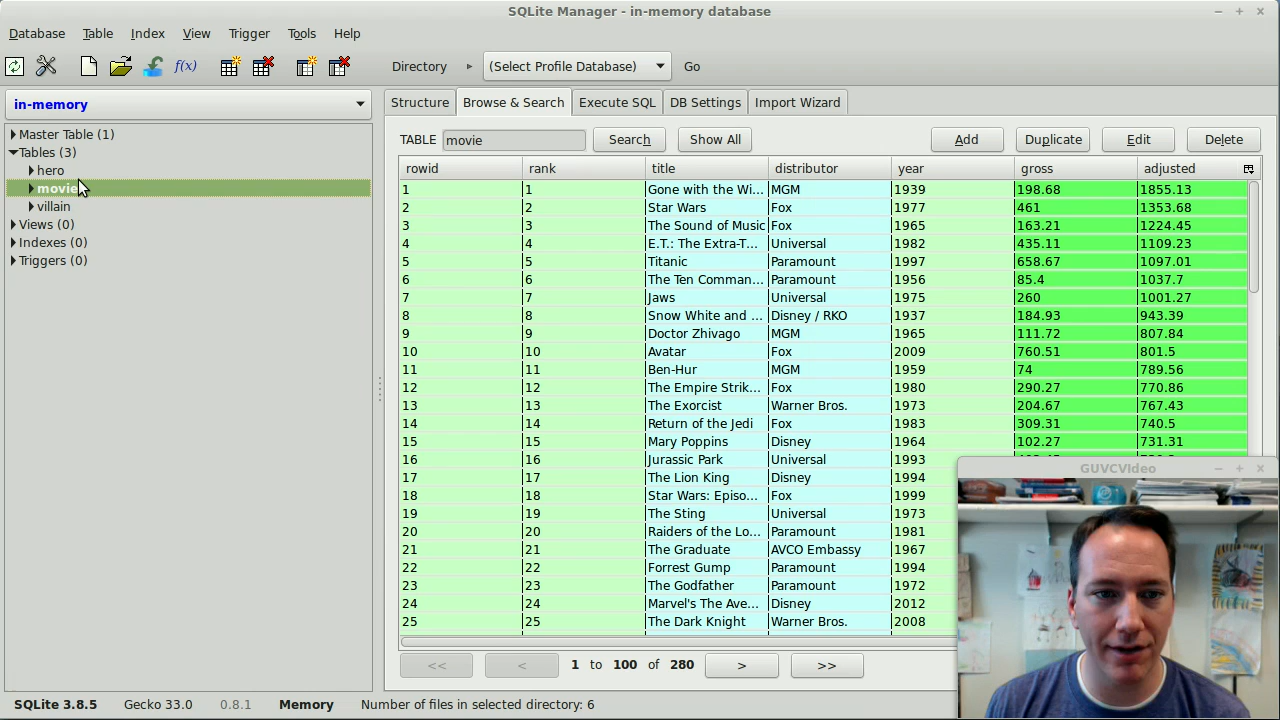 SQLite Manager - in-memory database
Database Table Index View Trigger Tools Help
f(x) Directory (Select Profile Database) Go
in-memory
Structure Browse & Search Execute SQL DB Settings Import Wizard
Master Table (1)
Tables (3)
hero
movie
villain
Views (0)
Indexes (0)
Triggers (0)
TABLE movie Search Show All Add Duplicate Edit Delete
rowid rank title distributor year gross adjusted
1 1 Gone with the Wi... MGM 1939 198.68 1855.13
2 2 Star Wars Fox 1977 461 1353.68
3 3 The Sound of Music Fox 1965 163.21 1224.45
4 4 E.T.: The Extra-T... Universal 1982 435.11 1109.23
5 5 Titanic Paramount 1997 658.67 1097.01
6 6 The Ten Comman... Paramount 1956 85.4 1037.7
7 7 Jaws Universal 1975 260 1001.27
8 8 Snow White and ... Disney / RKO 1937 184.93 943.39
9 9 Doctor Zhivago MGM 1965 111.72 807.84
10 10 Avatar Fox 2009 760.51 801.5
11 11 Ben-Hur MGM 1959 74 789.56
12 12 The Empire Strik... Fox 1980 290.27 770.86
13 13 The Exorcist Warner Bros. 1973 204.67 767.43
14 14 Return of the Jedi Fox 1983 309.31 740.5
15 15 Mary Poppins Disney 1964 102.27 731.31
16 16 Jurassic Park Universal 1993
17 17 The Lion King Disney 1994
18 18 Star Wars: Episo... Fox 1999
19 19 The Sting Universal 1973
20 20 Raiders of the Lo... Paramount 1981
21 21 The Graduate AVCO Embassy 1967
22 22 Forrest Gump Paramount 1994
23 23 The Godfather Paramount 1972
24 24 Marvel's The Ave... Disney 2012
25 25 The Dark Knight Warner Bros. 2008
GUVCVideo
<< < 1 to 100 of 280 > >>
SQLite 3.8.5 Gecko 33.0 0.8.1 Memory Number of files in selected directory: 6